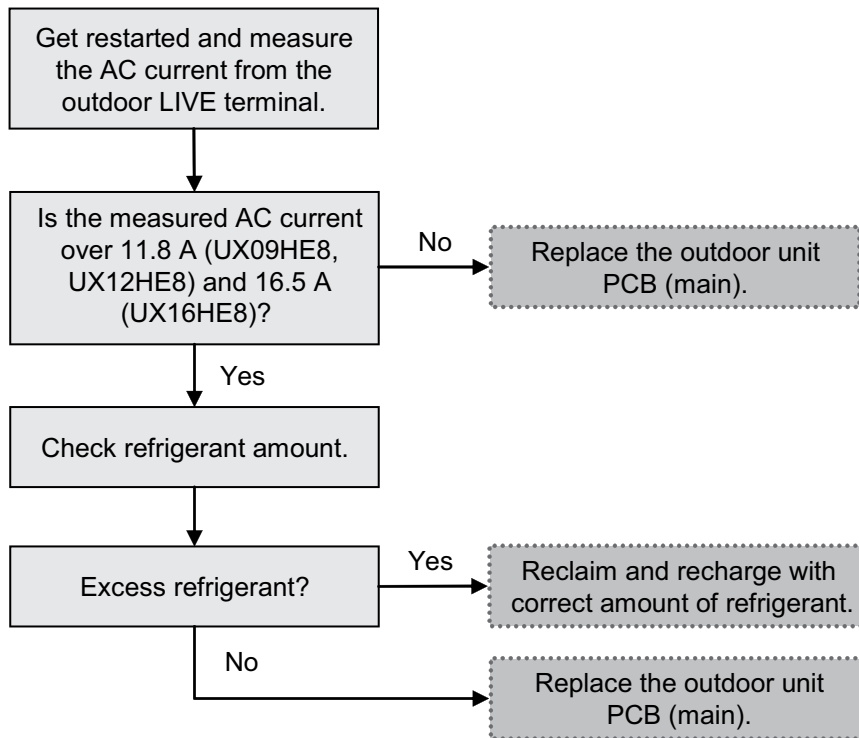 Get restarted and measure
the AC current from the
outdoor LIVE terminal.
Is the measured AC current
over 11.8 A (UX09HE8,
UX12HE8) and 16.5 A
(UX16HE8)?
No
Replace the outdoor unit
PCB (main).
Yes
Check refrigerant amount.
Excess refrigerant?
Yes
Reclaim and recharge with
correct amount of refrigerant.
No
Replace the outdoor unit
PCB (main).